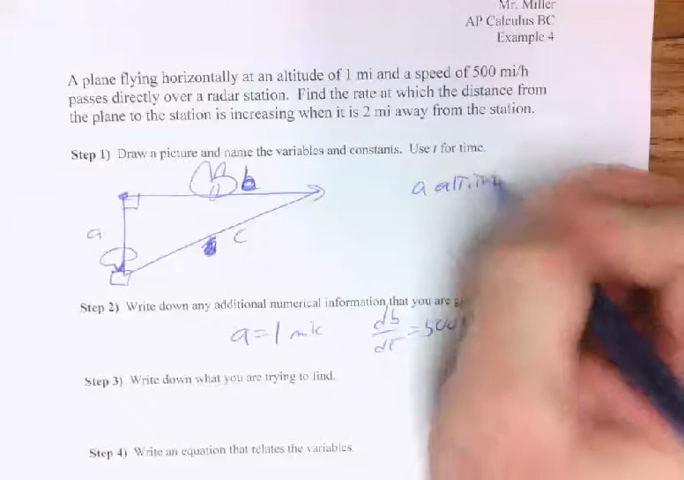 Mr. Miller
AP Calculus BC
Example 4
A plane flying horizontally at an altitude of 1 mi and a speed of 500 mi/h
passes directly over a radar station. Find the rate at which the distance from
the plane to the station is increasing when it is 2 mi away from the station.
Step 1) Draw a picture and name the variables and constants. Use t for time.
b
a
c
a
Step 2) Write down any additional numerical information that you are
a=1 mile
db/dt = 500
Step 3) Write down what you are trying to find.
Step 4) Write an equation that relates the variables